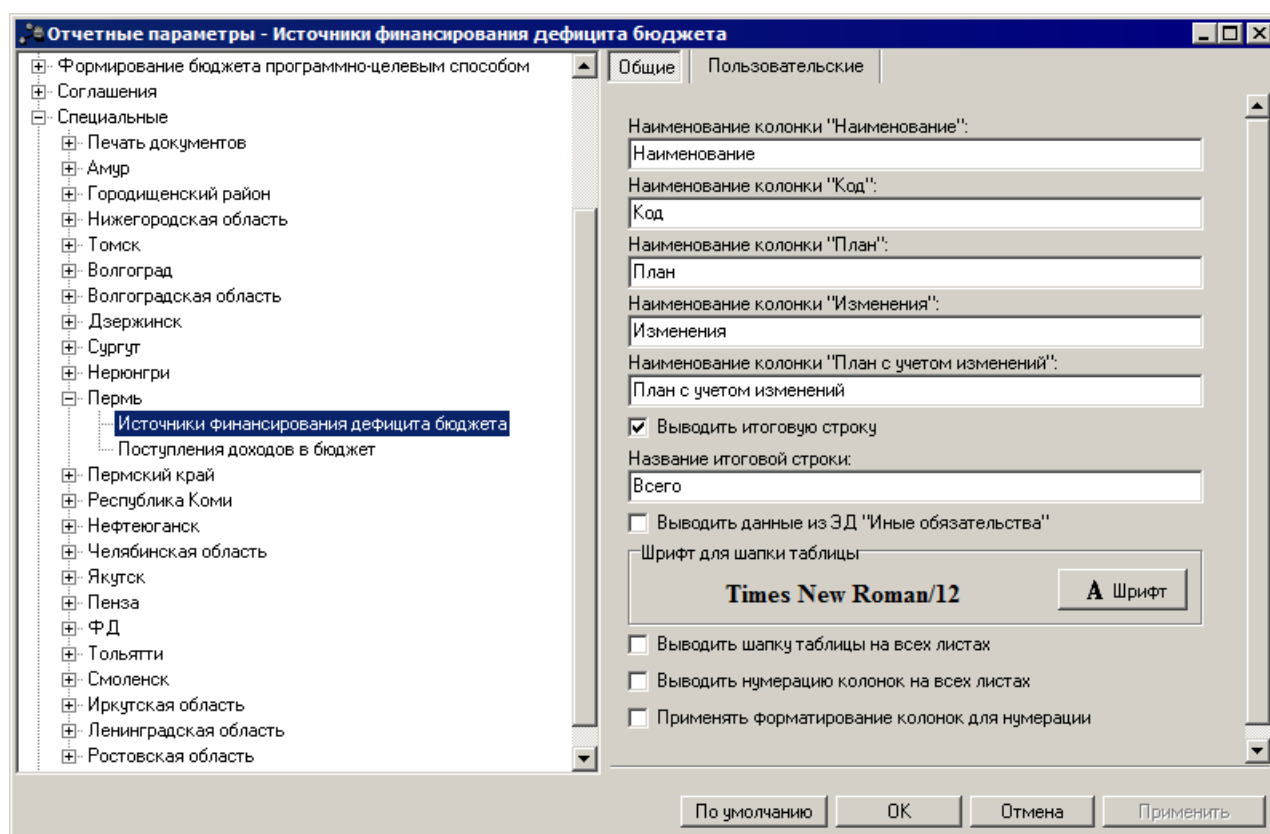 Отчетные параметры - Источники финансирования дефицита бюджета
Формирование бюджета программно-целевым способом
Соглашения
Специальные
Печать документов
Амур
Городищенский район
Нижегородская область
Томск
Волгоград
Волгоградская область
Дзержинск
Сургут
Нерюнгри
Пермь
Источники финансирования дефицита бюджета
Поступления доходов в бюджет
Пермский край
Республика Коми
Нефтеюганск
Челябинская область
Якутск
Пенза
ФД
Тольятти
Смоленск
Иркутская область
Ленинградская область
Ростовская область
Общие Пользовательские
Наименование колонки "Наименование":
Наименование
Наименование колонки "Код":
Код
Наименование колонки "План":
План
Наименование колонки "Изменения":
Изменения
Наименование колонки "План с учетом изменений":
План с учетом изменений
Выводить итоговую строку
Название итоговой строки:
Всего
Выводить данные из ЭД "Иные обязательства"
Шрифт для шапки таблицы
Times New Roman/12 A Шрифт
Выводить шапку таблицы на всех листах
Выводить нумерацию колонок на всех листах
Применять форматирование колонок для нумерации
По умолчанию OK Отмена Применить